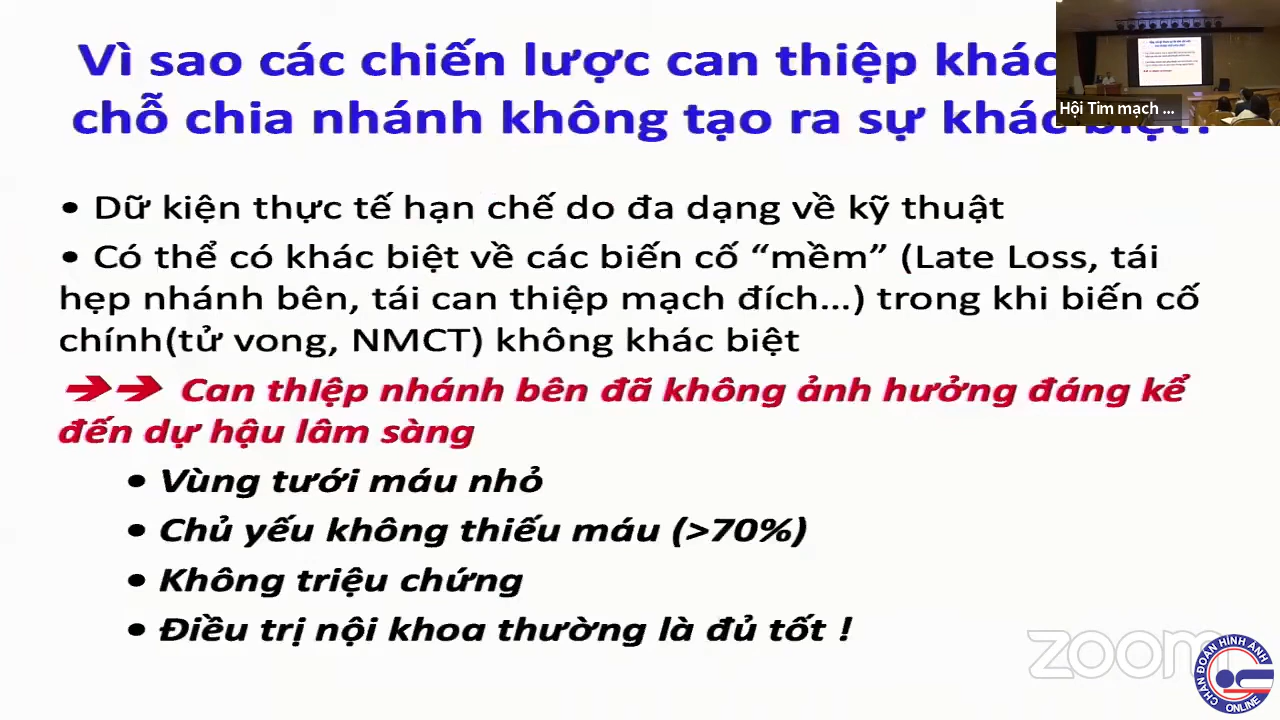 Vì sao các chiến lược can thiệp khác
chỗ chia nhánh không tạo ra sự khác biệt?
• Dữ kiện thực tế hạn chế do đa dạng về kỹ thuật
• Có thể có khác biệt về các biến cố “mềm” (Late Loss, tái
hẹp nhánh bên, tái can thiệp mạch đích...) trong khi biến cố
chính(tử vong, NMCT) không khác biệt
➔➔ Can thIệp nhánh bên đã không ảnh hưởng đáng kể
đến dự hậu lâm sàng
• Vùng tưới máu nhỏ
• Chủ yếu không thiếu máu (>70%)
• Không triệu chứng
• Điều trị nội khoa thường là đủ tốt !
Hội Tim mạch ...
zoom
CHẨN ĐOÁN HÌNH ẢNH
ONLINE